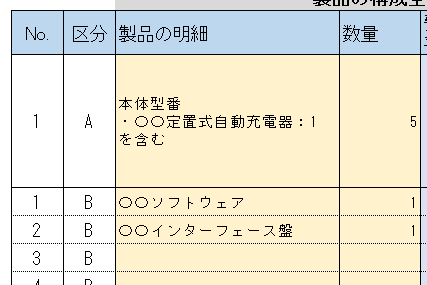 製品の構成
No. 区分 製品の明細 数量
1 A 本体型番
・〇〇定置式自動充電器：1
を含む 5
1 B 〇〇ソフトウェア 1
2 B 〇〇インターフェース盤 1
3 B
4 B